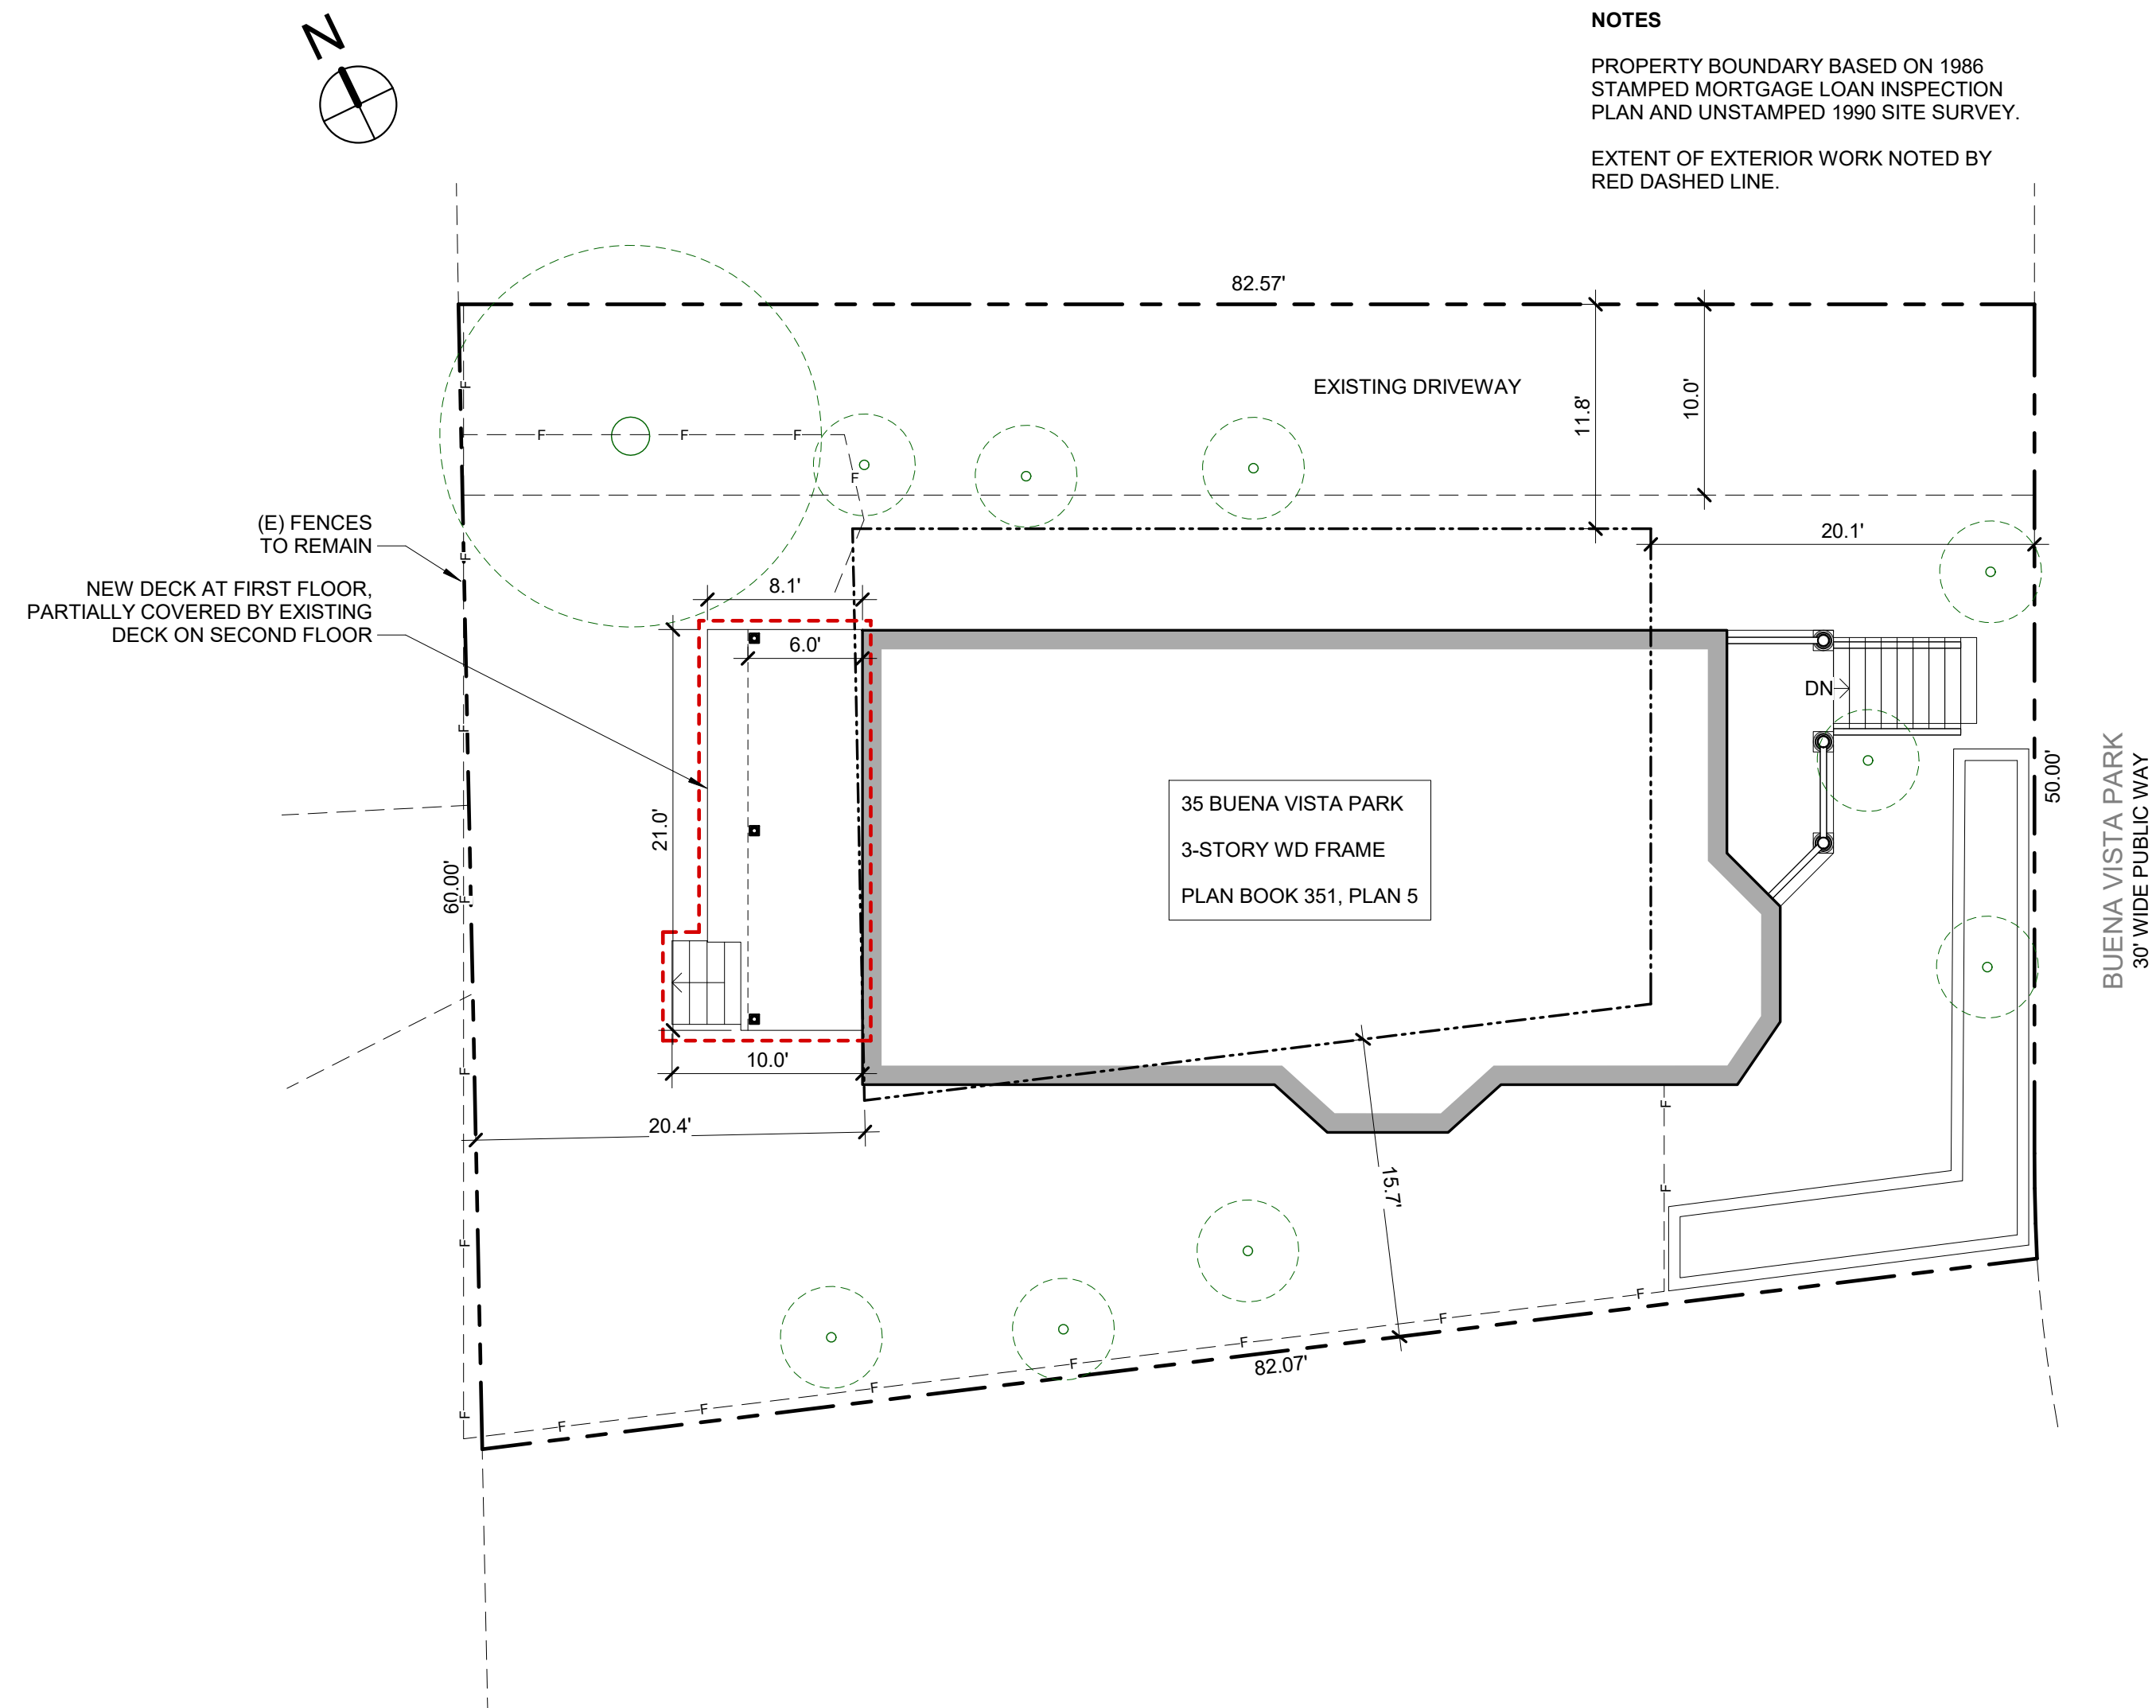 N
NOTES
PROPERTY BOUNDARY BASED ON 1986
STAMPED MORTGAGE LOAN INSPECTION
PLAN AND UNSTAMPED 1990 SITE SURVEY.
EXTENT OF EXTERIOR WORK NOTED BY
RED DASHED LINE.
82.57'
EXISTING DRIVEWAY
11.8'
10.0'
F
F
F
F
F
(E) FENCES
TO REMAIN
20.1'
F
NEW DECK AT FIRST FLOOR,
PARTIALLY COVERED BY EXISTING
DECK ON SECOND FLOOR
8.1'
6.0'
DN
F
21.0'
35 BUENA VISTA PARK
3-STORY WD FRAME
PLAN BOOK 351, PLAN 5
50.00'
BUENA VISTA PARK
30' WIDE PUBLIC WAY
60.00'
F
10.0'
F
20.4'
F
F
15.7'
F
F
F
F
F
82.07'
F
F
F
F
F